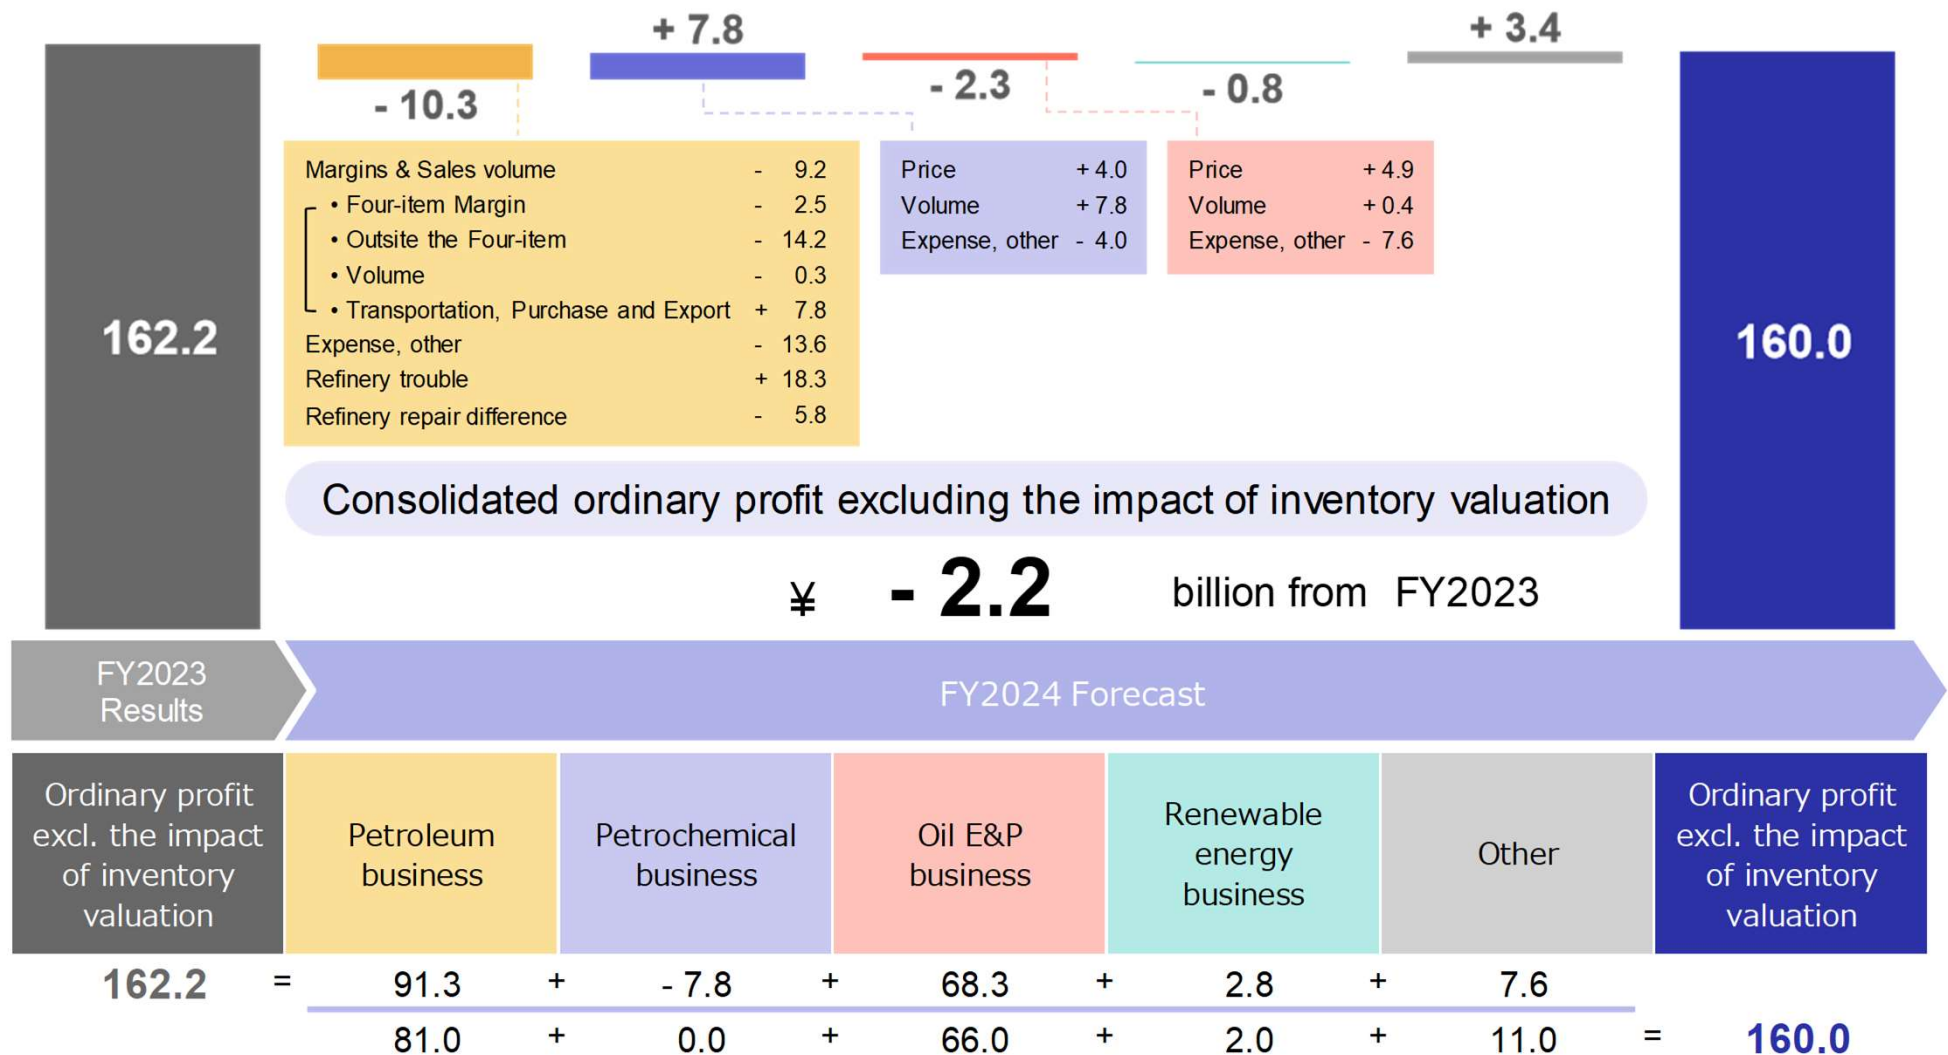 + 7.8
+ 3.4
- 10.3
- 2.3
- 0.8
162.2
Margins & Sales volume - 9.2
• Four-item Margin - 2.5
• Outsite the Four-item - 14.2
• Volume - 0.3
• Transportation, Purchase and Export + 7.8
Expense, other - 13.6
Refinery trouble + 18.3
Refinery repair difference - 5.8
Price + 4.0
Volume + 7.8
Expense, other - 4.0
Price + 4.9
Volume + 0.4
Expense, other - 7.6
160.0
Consolidated ordinary profit excluding the impact of inventory valuation
¥ - 2.2 billion from FY2023
FY2023
Results
FY2024 Forecast
Ordinary profit
excl. the impact
of inventory
valuation
Petroleum
business
Petrochemical
business
Oil E&P
business
Renewable
energy
business
Other
Ordinary profit
excl. the impact
of inventory
valuation
162.2 = 91.3 + - 7.8 + 68.3 + 2.8 + 7.6
81.0 + 0.0 + 66.0 + 2.0 + 11.0 = 160.0